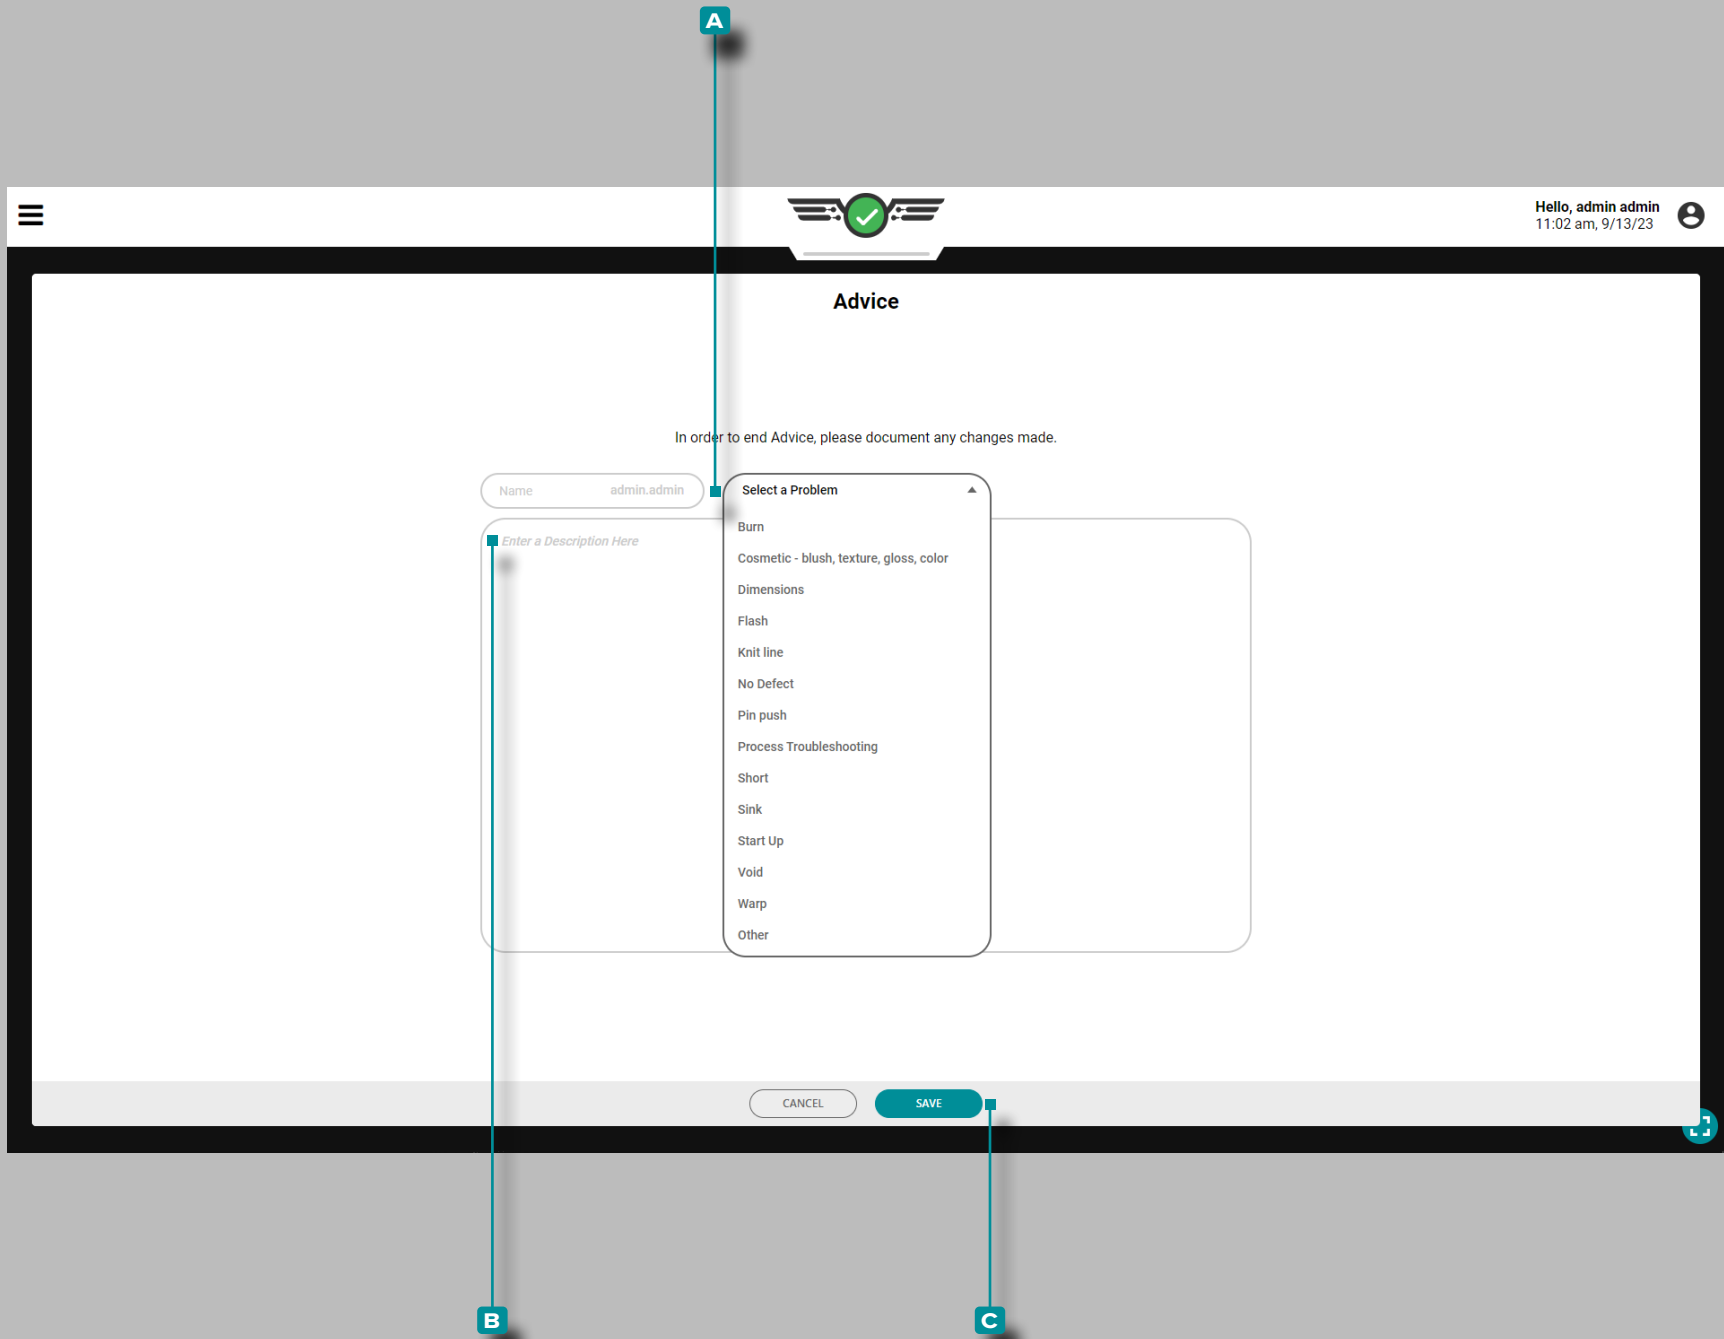 A
Hello, admin admin
11:02 am, 9/13/23
Advice
In order to end Advice, please document any changes made.
Name admin.admin
Select a Problem
Enter a Description Here
Burn
Cosmetic - blush, texture, gloss, color
Dimensions
Flash
Knit line
No Defect
Pin push
Process Troubleshooting
Short
Sink
Start Up
Void
Warp
Other
CANCEL
SAVE
B
C